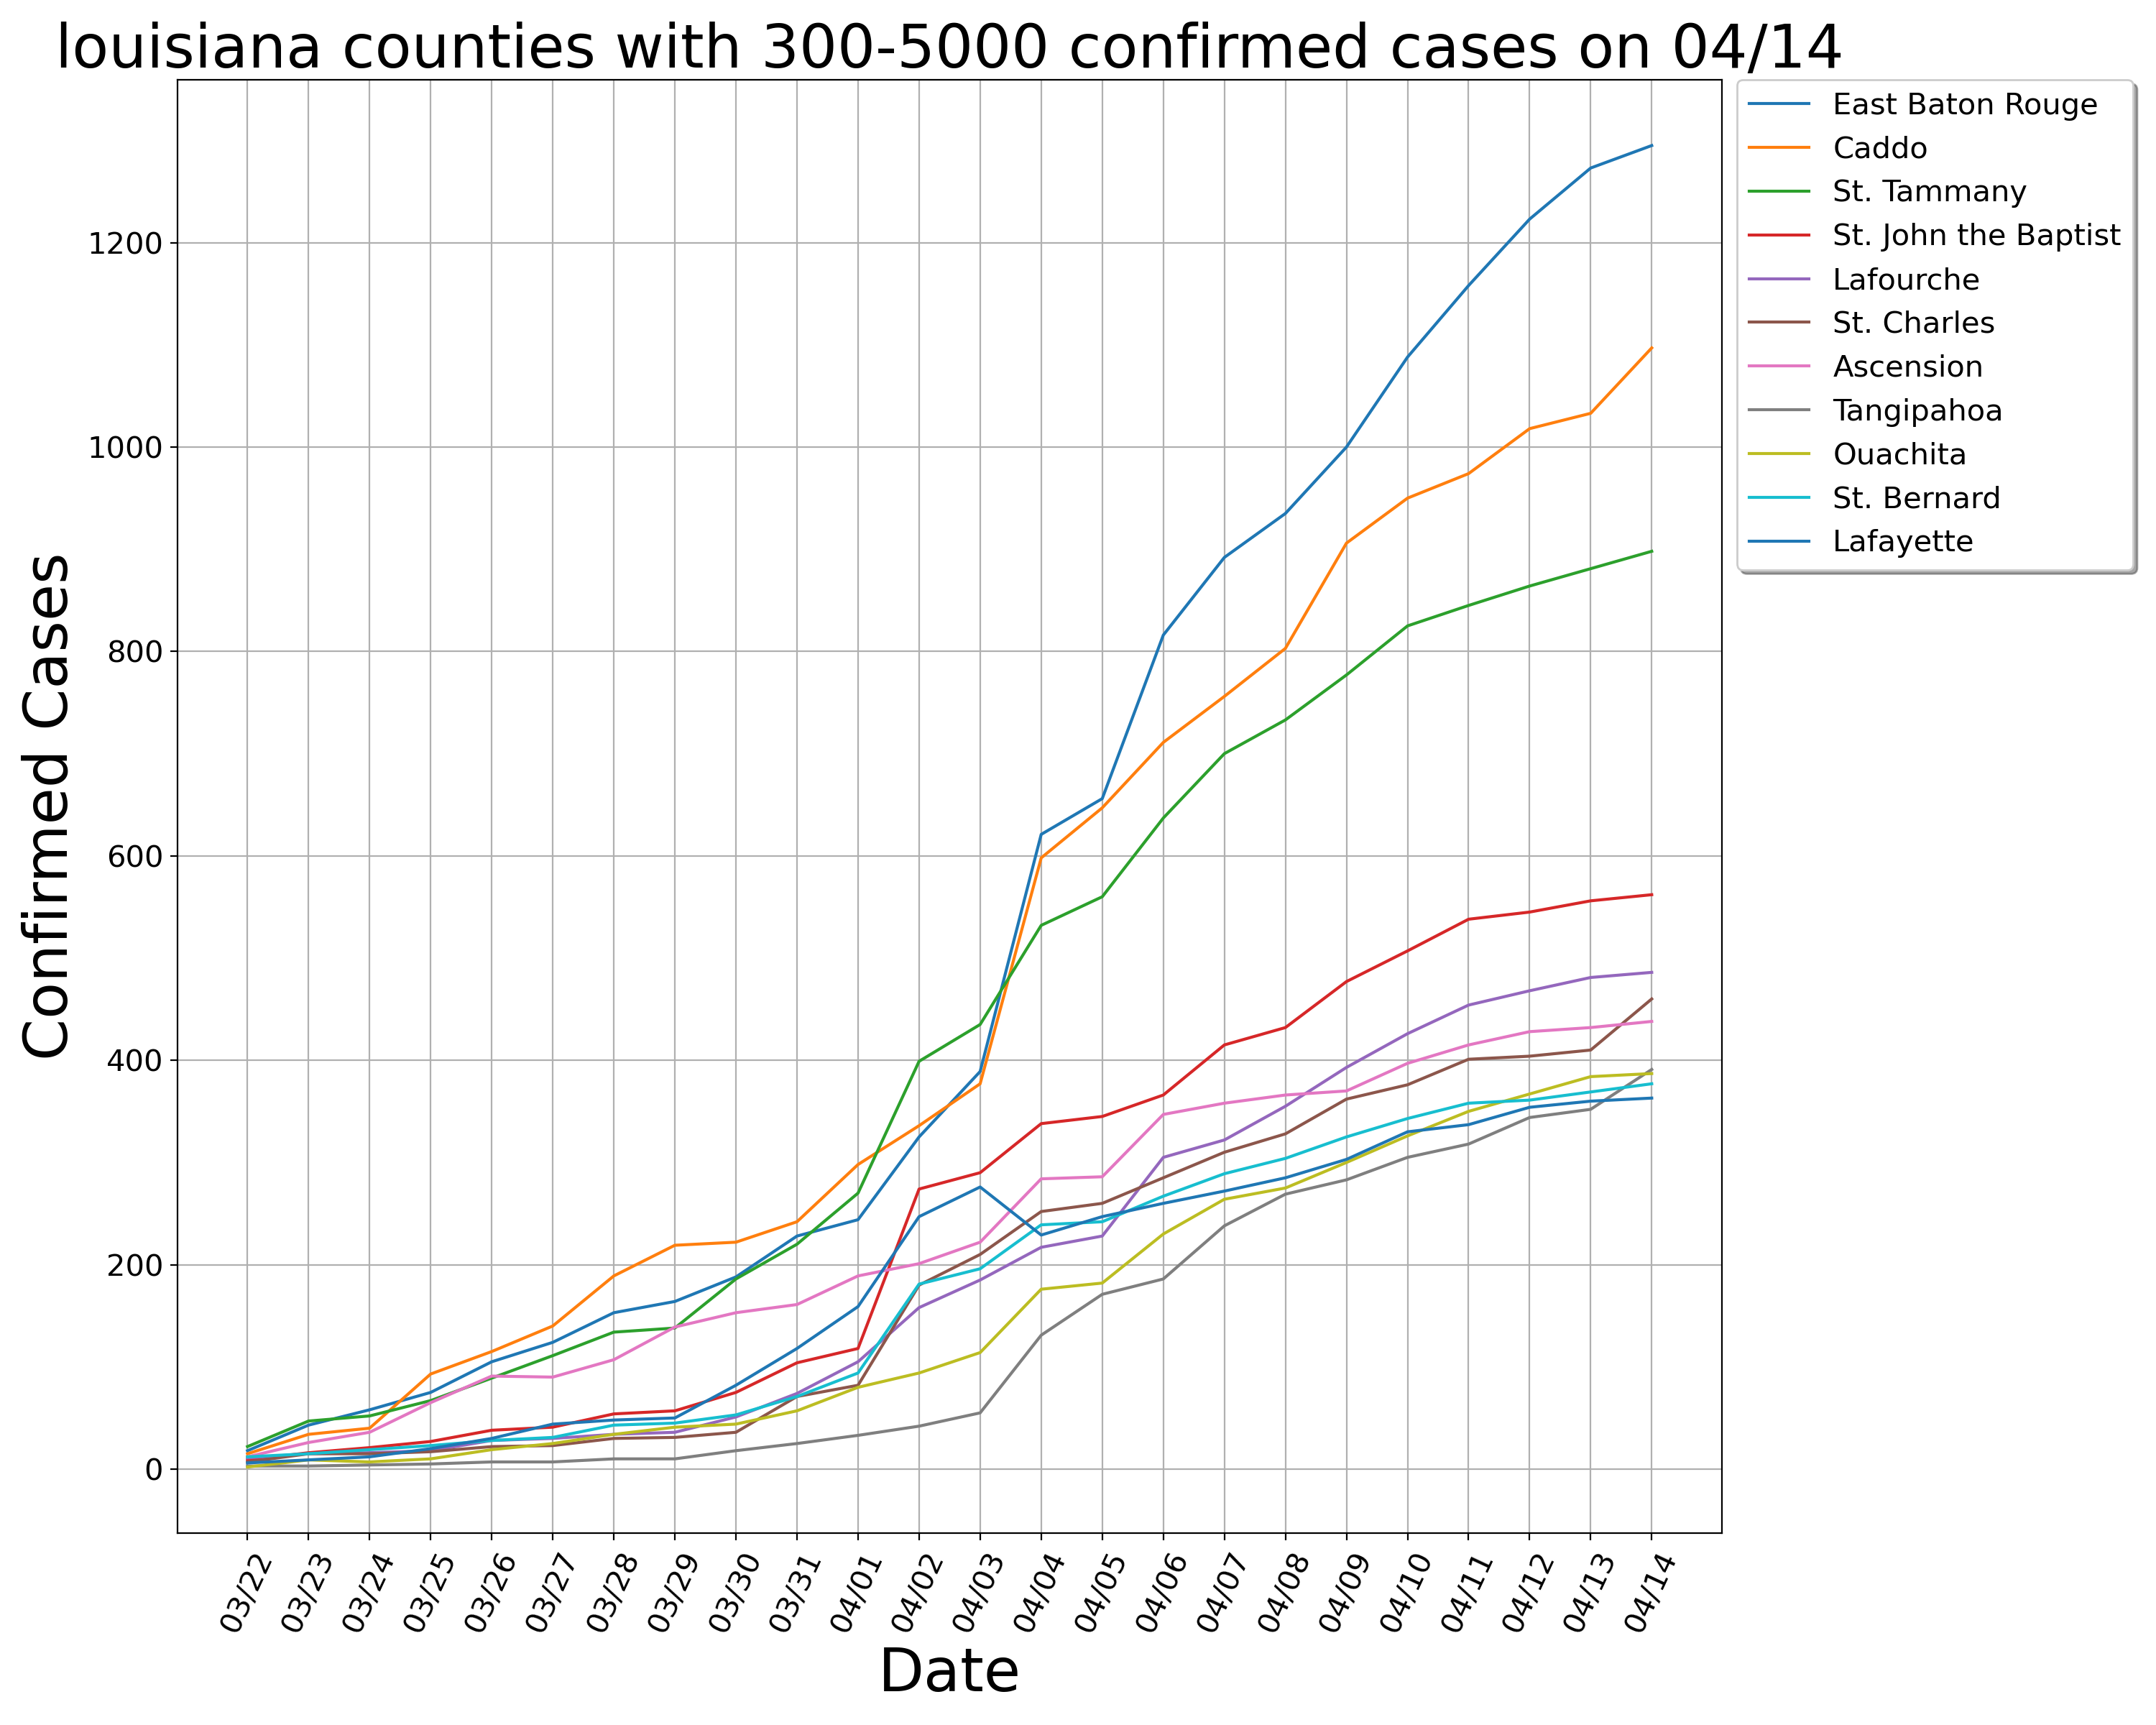 louisiana counties with 300-5000 confirmed cases on 04/14
East Baton Rouge
Caddo
St. Tammany
St. John the Baptist
Lafourche
St. Charles
Ascension
Tangipahoa
Ouachita
St. Bernard
Lafayette
Confirmed Cases
1200
1000
800
600
400
200
0
03/22
03/23
03/24
03/25
03/26
03/27
03/28
03/29
03/30
03/31
04/01
04/02
04/03
04/04
04/05
04/06
04/07
04/08
04/09
04/10
04/11
04/12
04/13
04/14
Date